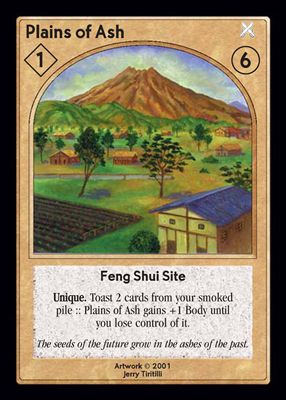 Plains of Ash
1
6
Feng Shui Site
Unique. Toast 2 cards from your smoked
pile :: Plains of Ash gains +1 Body until
you lose control of it.
The seeds of the future grow in the ashes of the past.
Artwork © 2001
Jerry Tiritilli